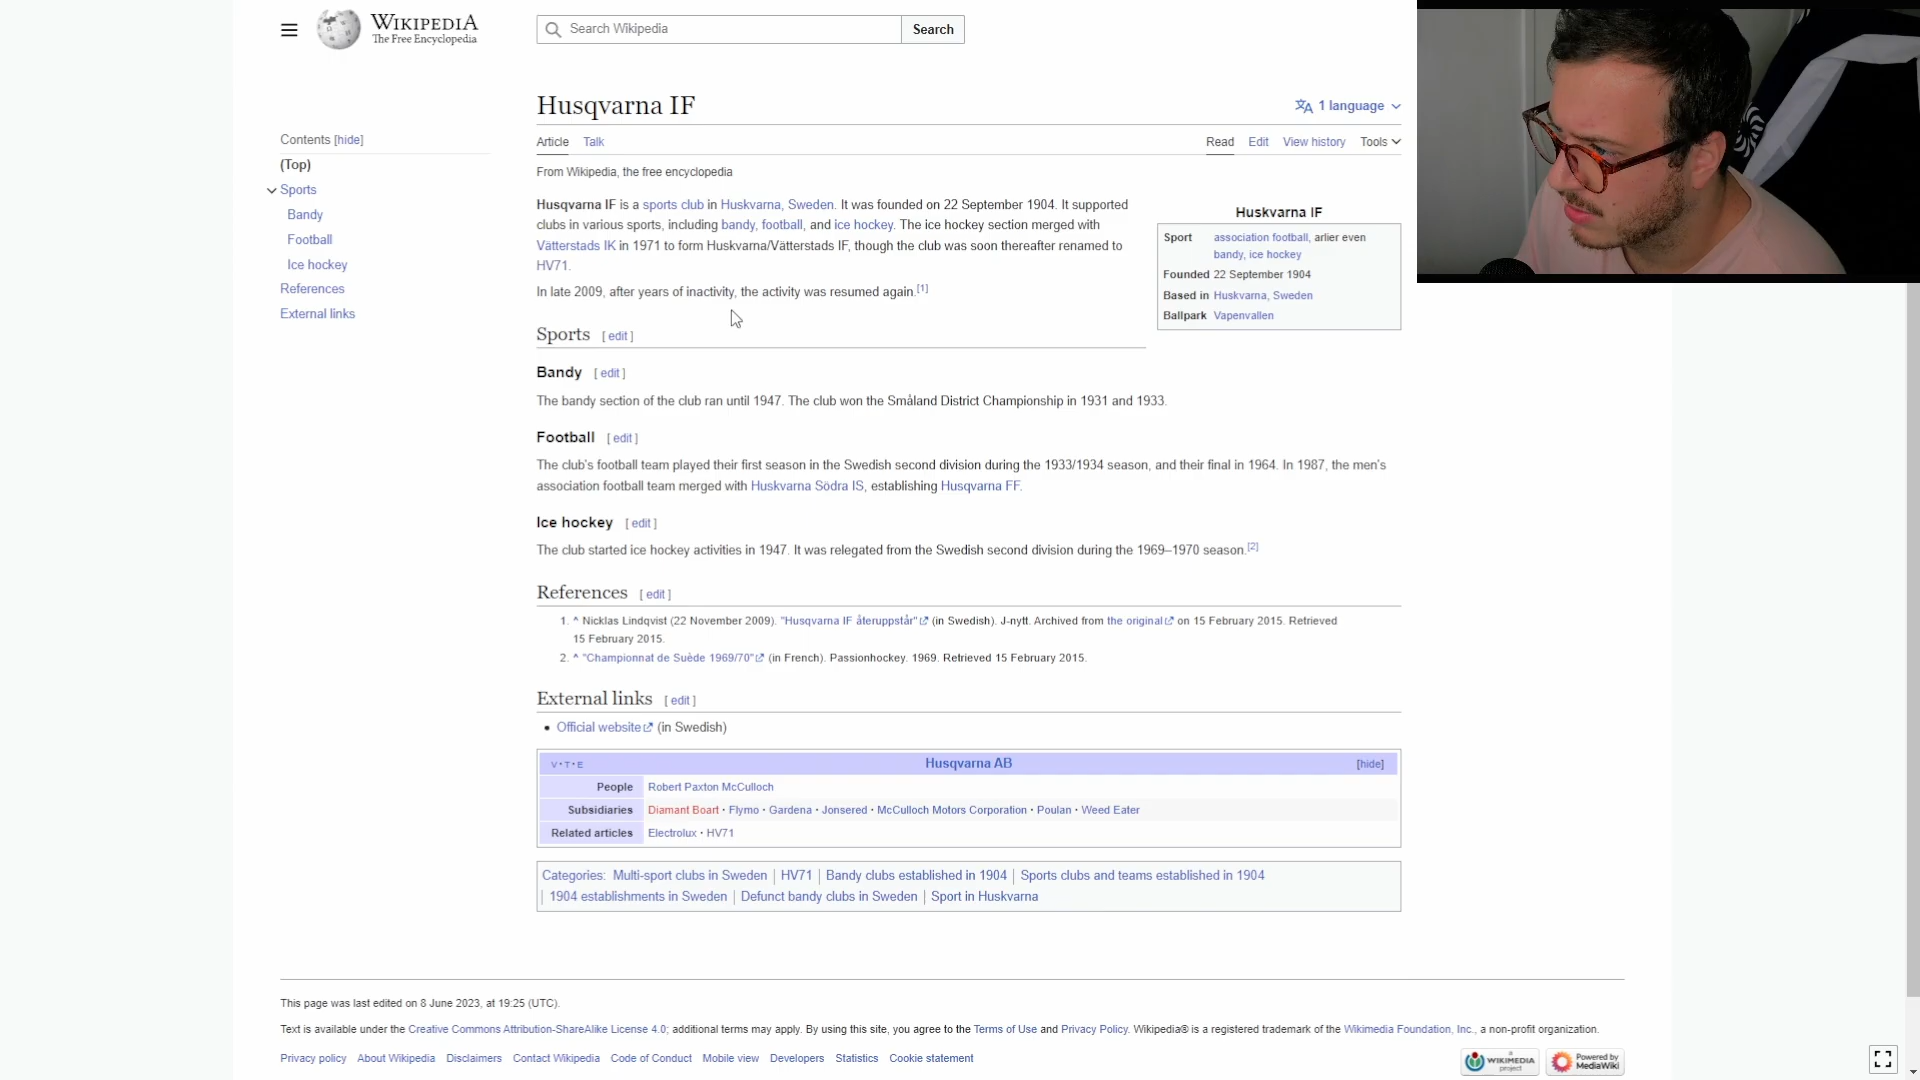 WIKIPEDIA
The Free Encyclopedia
Search Wikipedia
Search
Husqvarna IF
1 language
Contents [hide]
(Top)
Sports
Bandy
Football
Ice hockey
References
External links
Article Talk
Read Edit View history Tools
From Wikipedia, the free encyclopedia
Husqvarna IF is a sports club in Huskvarna, Sweden. It was founded on 22 September 1904. It supported
clubs in various sports, including bandy, football, and ice hockey. The ice hockey section merged with
Vätterstads IK in 1971 to form Huskvarna/Vätterstads IF, though the club was soon thereafter renamed to
HV71.
In late 2009, after years of inactivity, the activity was resumed again.[1]
Huskvarna IF
Sport association football, arlier even
bandy, ice hockey
Founded 22 September 1904
Based in Huskvarna, Sweden
Ballpark Vapenvallen
Sports [ edit ]
Bandy [ edit ]
The bandy section of the club ran until 1947. The club won the Småland District Championship in 1931 and 1933.
Football [ edit ]
The club's football team played their first season in the Swedish second division during the 1933/1934 season, and their final in 1964. In 1987, the men's
association football team merged with Huskvarna Södra IS, establishing Husqvarna FF.
Ice hockey [ edit ]
The club started ice hockey activities in 1947. It was relegated from the Swedish second division during the 1969–1970 season.[2]
References [ edit ]
1. ^ Nicklas Lindqvist (22 November 2009). "Husqvarna IF återuppstår" (in Swedish). J-nytt. Archived from the original on 15 February 2015. Retrieved
15 February 2015.
2. ^ "Championnat de Suède 1969/70" (in French). Passionhockey. 1969. Retrieved 15 February 2015.
External links [ edit ]
• Official website (in Swedish)
V · T · E Husqvarna AB [hide]
People Robert Paxton McCulloch
Subsidiaries Diamant Boart · Flymo · Gardena · Jonsered · McCulloch Motors Corporation · Poulan · Weed Eater
Related articles Electrolux · HV71
Categories: Multi-sport clubs in Sweden | HV71 | Bandy clubs established in 1904 | Sports clubs and teams established in 1904
| 1904 establishments in Sweden | Defunct bandy clubs in Sweden | Sport in Huskvarna
This page was last edited on 8 June 2023, at 19:25 (UTC).
Text is available under the Creative Commons Attribution-ShareAlike License 4.0; additional terms may apply. By using this site, you agree to the Terms of Use and Privacy Policy. Wikipedia® is a registered trademark of the Wikimedia Foundation, Inc., a non-profit organization.
Privacy policy About Wikipedia Disclaimers Contact Wikipedia Code of Conduct Mobile view Developers Statistics Cookie statement
a
WIKIMEDIA
project
Powered by
MediaWiki